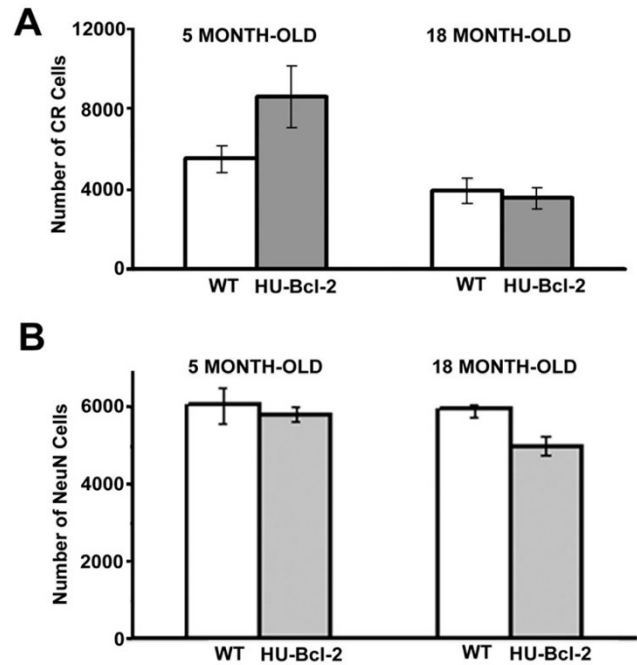 A
5 MONTH-OLD 18 MONTH-OLD
Number of CR Cells
12000
8000
4000
0
WT HU-Bcl-2 WT HU-Bcl-2
B
5 MONTH-OLD 18 MONTH-OLD
Number of NeuN Cells
6000
4000
2000
0
WT HU-Bcl-2 WT HU-Bcl-2